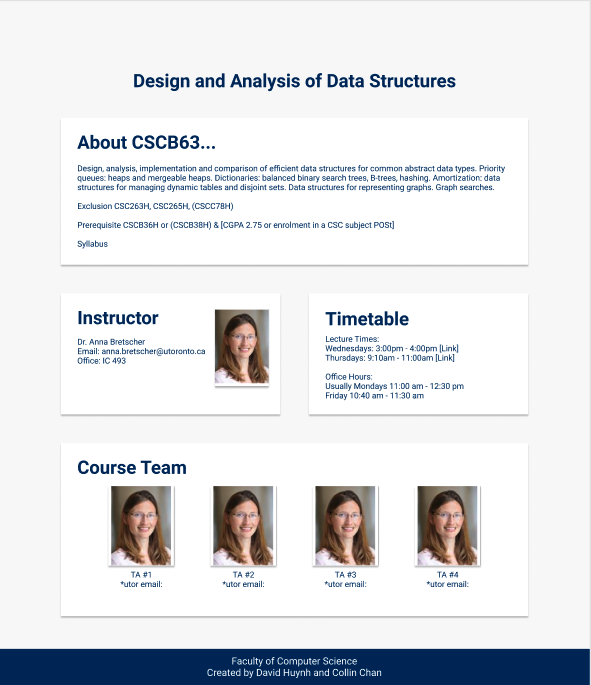 Design and Analysis of Data Structures
About CSCB63...
Design, analysis, implementation and comparison of efficient data structures for common abstract data types. Priority
queues: heaps and mergeable heaps. Dictionaries: balanced binary search trees, B-trees, hashing. Amortization: data
structures for managing dynamic tables and disjoint sets. Data structures for representing graphs. Graph searches.
Exclusion CSC263H, CSC265H, (CSCC78H)
Prerequisite CSCB36H or (CSCB38H) & [CGPA 2.75 or enrolment in a CSC subject POSt]
Syllabus
Instructor
Dr. Anna Bretscher
Email: anna.bretscher@utoronto.ca
Office: IC 493
Timetable
Lecture Times:
Wednesdays: 3:00pm - 4:00pm [Link]
Thursdays: 9:10am - 11:00am [Link]
Office Hours:
Usually Mondays 11:00 am - 12:30 pm
Friday 10:40 am - 11:30 am
Course Team
TA #1
*utor email:
TA #2
*utor email:
TA #3
*utor email:
TA #4
*utor email:
Faculty of Computer Science
Created by David Huynh and Collin Chan